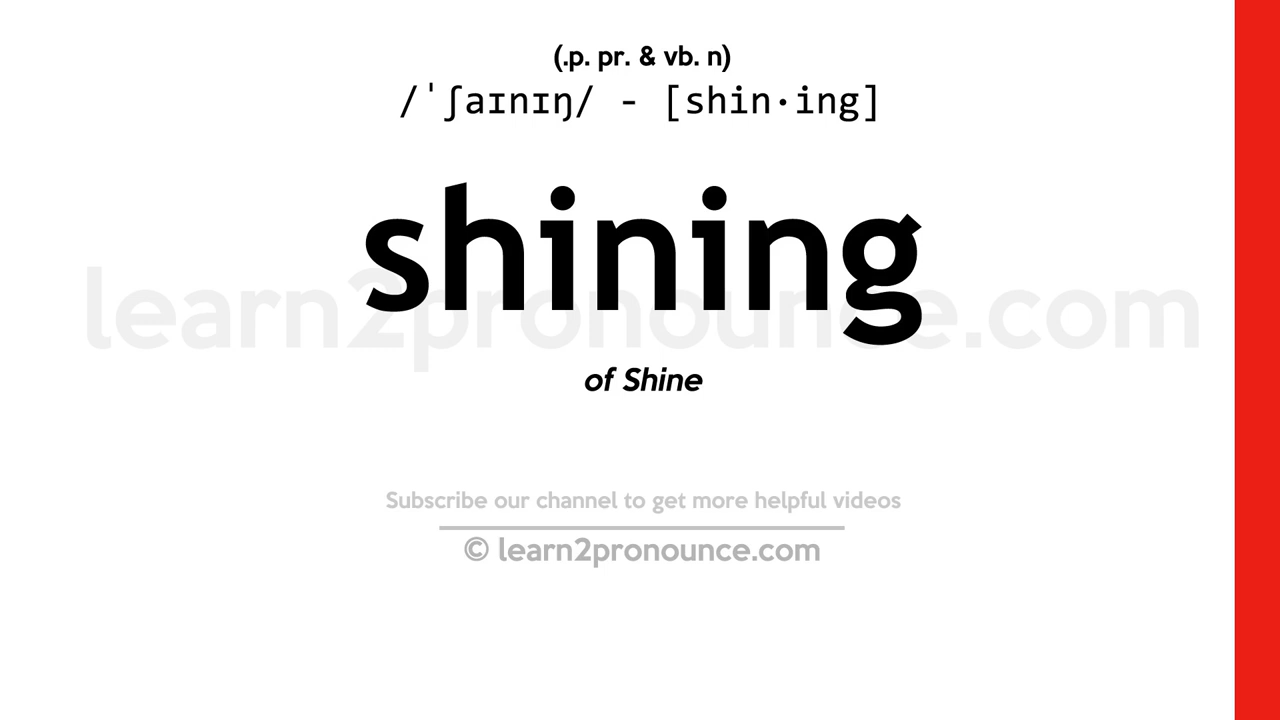 (.p. pr. & vb. n)
/ˈʃaɪnɪŋ/ - [shin·ing]
shining
learn2pronounce.com
of Shine
Subscribe our channel to get more helpful videos
© learn2pronounce.com